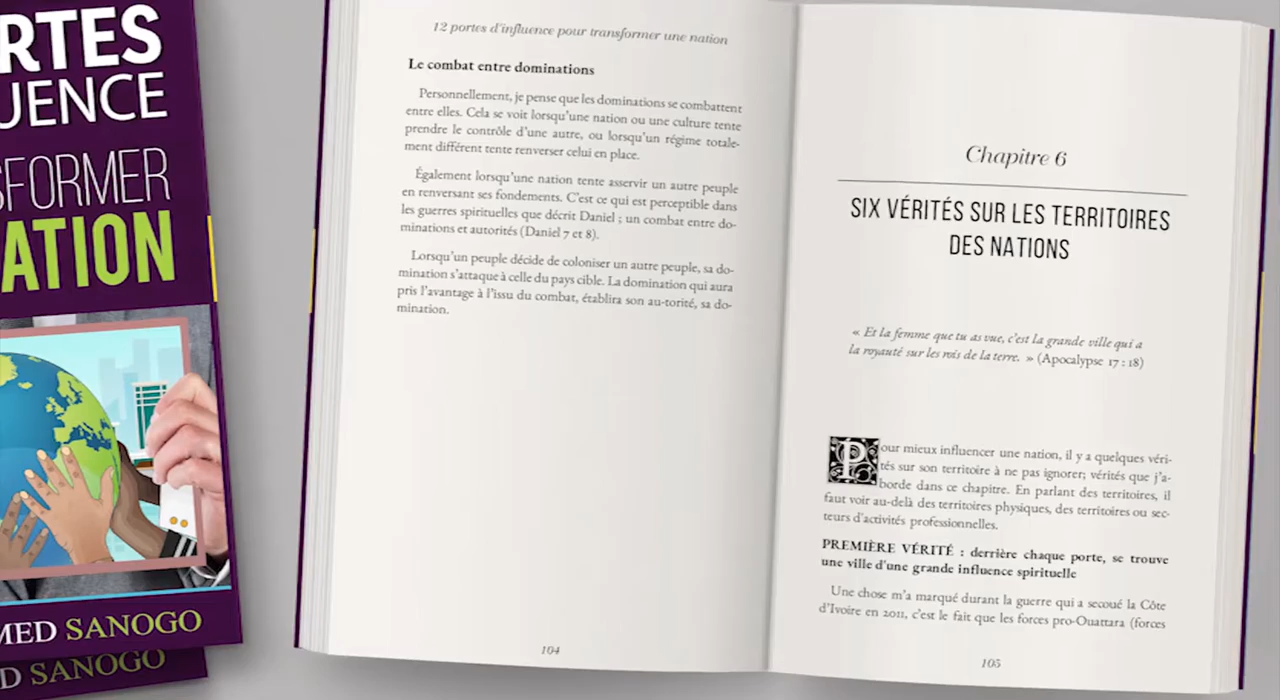 RTES
UENCE
SFORMER
ATION
MED SANOGO
D SANOGO
12 portes d'influence pour transformer une nation
Le combat entre dominations
Personnellement, je pense que les dominations se combattent
entre elles. Cela se voit lorsqu'une nation ou une culture tente
prendre le contrôle d'une autre, ou lorsqu'un régime totale-
ment différent tente renverser celui en place.
Également lorsqu'une nation tente asservir un autre peuple
en renversant ses fondements. C'est ce qui est perceptible dans
les guerres spirituelles que décrit Daniel ; un combat entre do-
minations et autorités (Daniel 7 et 8).
Lorsqu'un peuple décide de coloniser un autre peuple, sa do-
mination s'attaque à celle du pays cible. La domination qui aura
pris l'avantage à l'issu du combat, établira son au-torité, sa do-
mination.
104
Chapitre 6
SIX VÉRITÉS SUR LES TERRITOIRES
DES NATIONS
« Et la femme que tu as vue, c'est la grande ville qui a
la royauté sur les rois de la terre. » (Apocalypse 17 : 18)
Pour mieux influencer une nation, il y a quelques véri-
tés sur son territoire à ne pas ignorer; vérités que j'a-
borde dans ce chapitre. En parlant des territoires, il
faut voir au-delà des territoires physiques, des territoires ou sec-
teurs d'activités professionnelles.
PREMIÈRE VÉRITÉ : derrière chaque porte, se trouve
une ville d'une grande influence spirituelle
Une chose m'a marqué durant la guerre qui a secoué la Côte
d'Ivoire en 2011, c'est le fait que les forces pro-Ouattara (forces
105